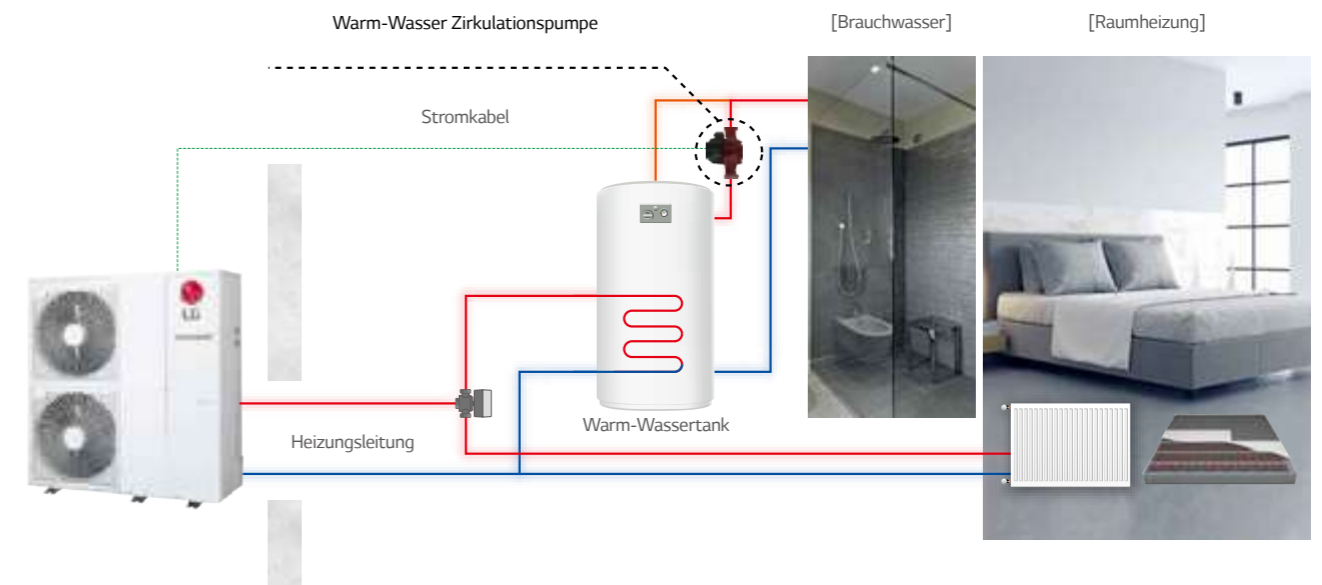 Warm-Wasser Zirkulationspumpe
[Brauchwasser]
[Raumheizung]
Stromkabel
LG
Warm-Wassertank
Heizungsleitung